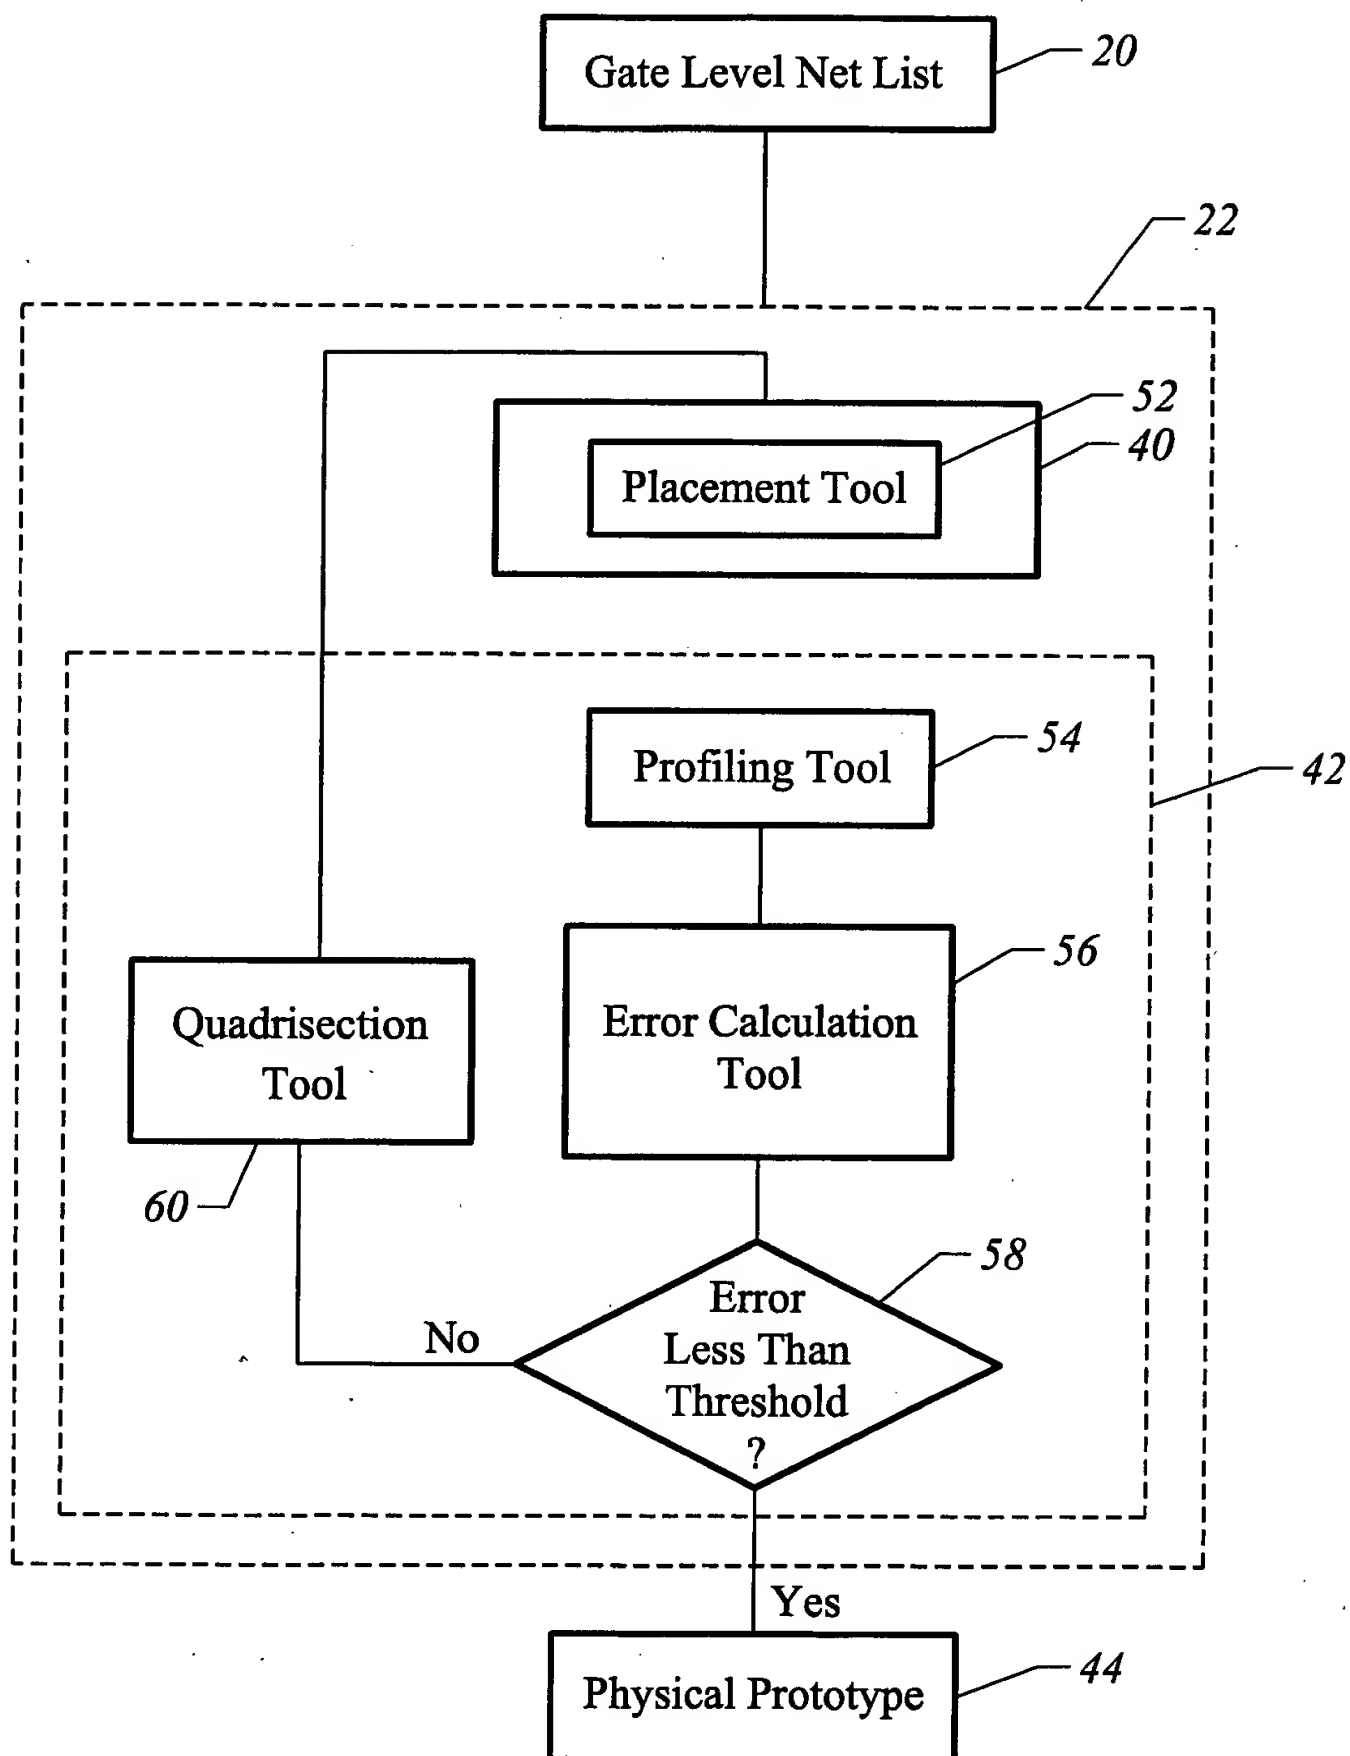 Gate Level Net List
20
22
52
Placement Tool
40
Profiling Tool
54
42
Error Calculation
Tool
56
Quadrisection
Tool
60
Error
Less Than
Threshold
?
58
No
Yes
Physical Prototype
44